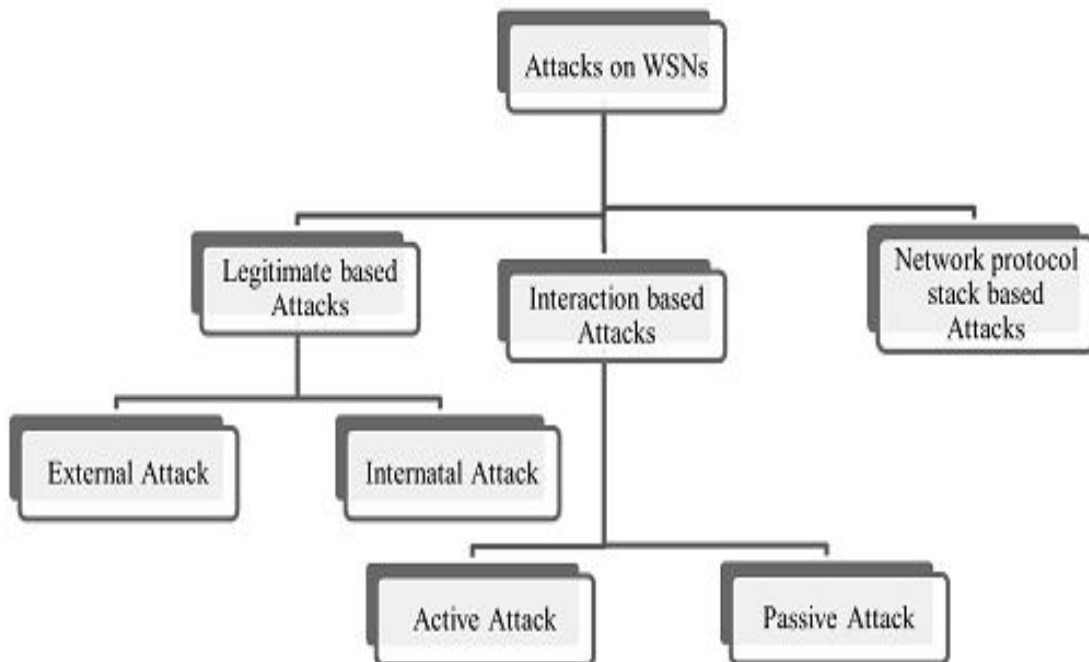 Attacks on WSNs
Legitimate based
Attacks
Interaction based
Attacks
Network protocol
stack based
Attacks
External Attack
Internatal Attack
Active Attack
Passive Attack